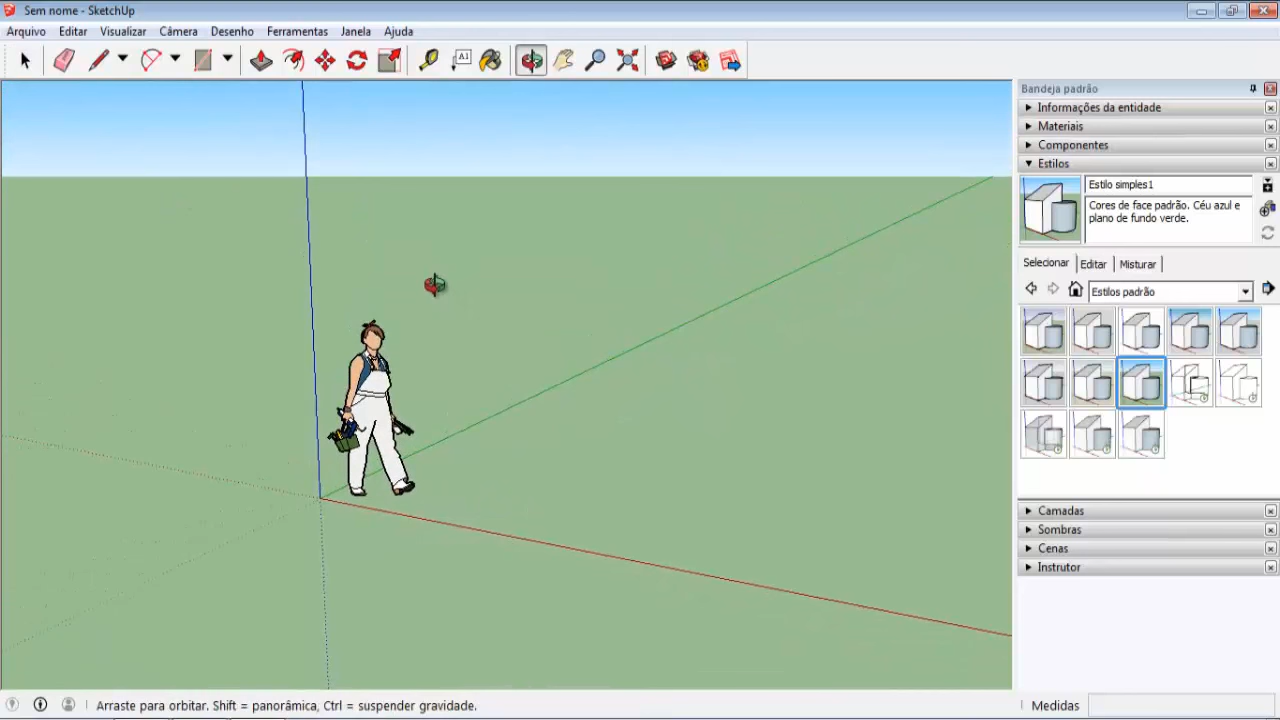 Sem nome - SketchUp
Arquivo Editar Visualizar Câmera Desenho Ferramentas Janela Ajuda
A1
Bandeja padrão
Informações da entidade
Materiais
Componentes
Estilos
Estilo simples1
Cores de face padrão. Céu azul e
plano de fundo verde.
Selecionar Editar Misturar
Estilos padrão
Camadas
Sombras
Cenas
Instrutor
Arraste para orbitar. Shift = panorâmica, Ctrl = suspender gravidade.
Medidas